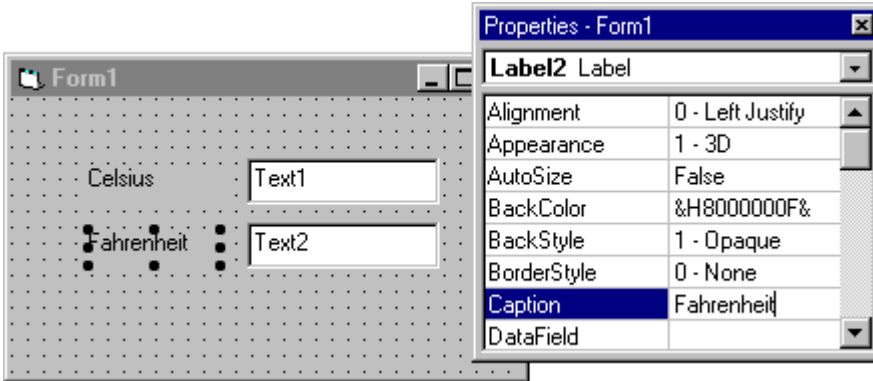 Properties - Form1
Label2 Label
Form1
Alignment 0 - Left Justify
Appearance 1 - 3D
Celsius Text1
AutoSize False
BackColor &H8000000F&
Fahrenheit Text2
BackStyle 1 - Opaque
BorderStyle 0 - None
Caption Fahrenheit
DataField